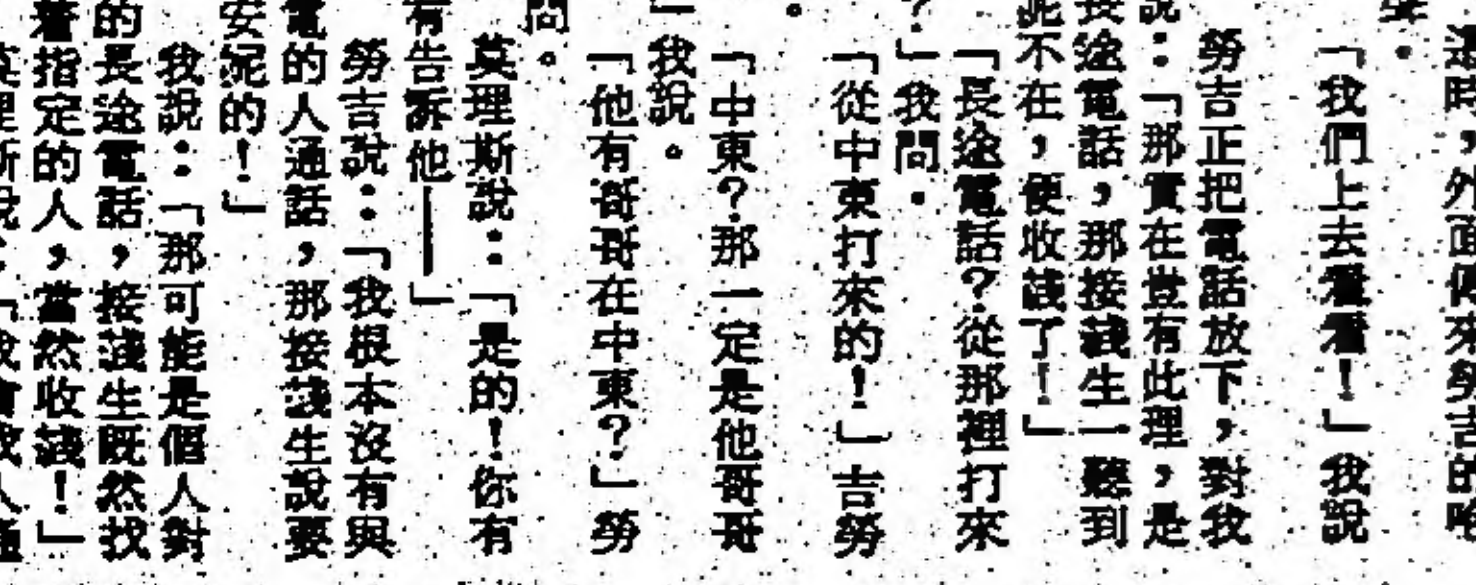 這時,外面傳來勞吉的
聲。
「我們上去看看!」我說
勞吉正把電話放下,對我
說:「那實在豈有此理,是
長途電話,那接綫生一聽到
妮不在,便收綫了!」
「長途電話?從那裡打來
?」我問.
「從中東打來的!」吉勞
。
「中東?那一定是他哥哥
」我說。
「他有哥哥在中東?」勞
問。
莫理斯說:「是的!你有
有告訴他——」
勞吉說:「我根本沒有與
電的人通話,那接綫生說要
安妮的!」
我說:「那可能是個人對
的長途電話,接綫生既然找
着指定的人,當然收綫!」
莫理斯說:「